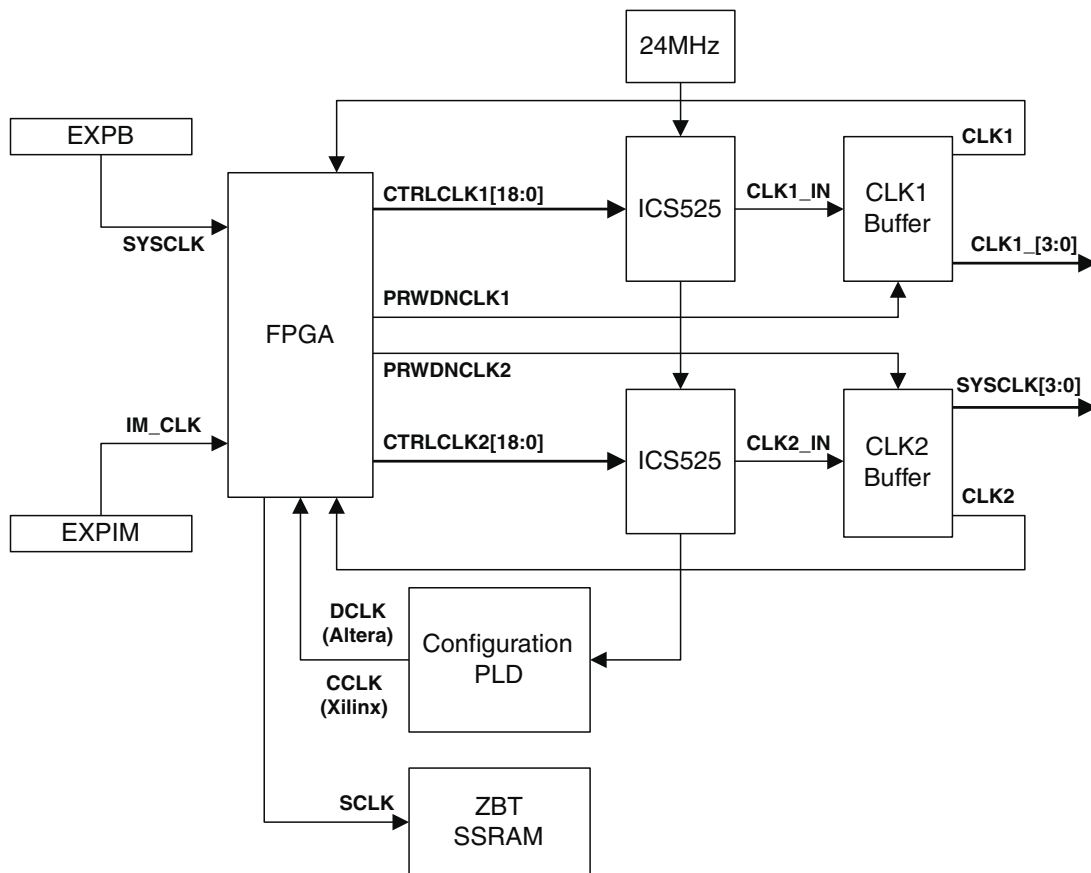 24MHz
EXPB
CLK1
CTRLCLK1[18:0]
ICS525
CLK1_IN
CLK1
Buffer
SYSCLK
CLK1_[3:0]
PRWDNCLK1
FPGA
PRWDNCLK2
SYSCLK[3:0]
IM_CLK
CTRLCLK2[18:0]
ICS525
CLK2_IN
CLK2
Buffer
CLK2
EXPIM
DCLK
(Altera)
Configuration
PLD
CCLK
(Xilinx)
SCLK
ZBT
SSRAM